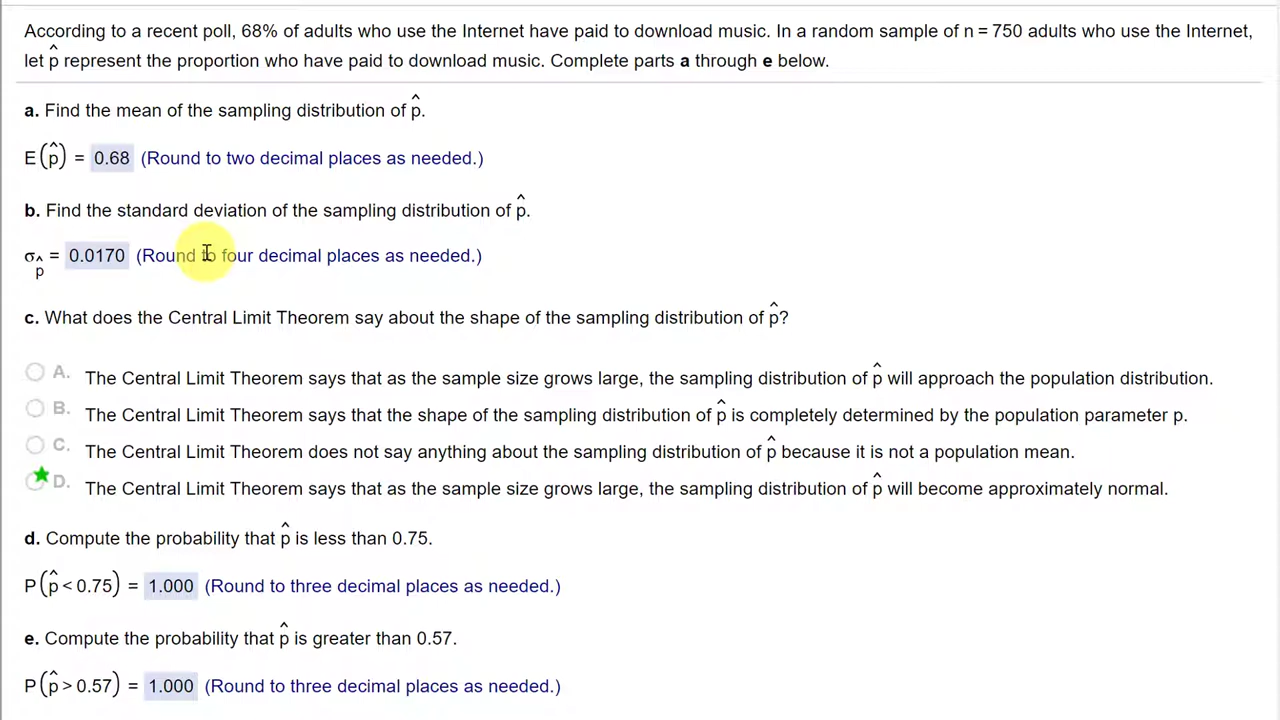 According to a recent poll, 68% of adults who use the Internet have paid to download music. In a random sample of n = 750 adults who use the Internet,
let p̂ represent the proportion who have paid to download music. Complete parts a through e below.
a. Find the mean of the sampling distribution of p̂.
E(p̂) = 0.68 (Round to two decimal places as needed.)
b. Find the standard deviation of the sampling distribution of p̂.
σp̂ = 0.0170 (Round to four decimal places as needed.)
c. What does the Central Limit Theorem say about the shape of the sampling distribution of p̂?
A. The Central Limit Theorem says that as the sample size grows large, the sampling distribution of p̂ will approach the population distribution.
B. The Central Limit Theorem says that the shape of the sampling distribution of p̂ is completely determined by the population parameter p.
C. The Central Limit Theorem does not say anything about the sampling distribution of p̂ because it is not a population mean.
D. The Central Limit Theorem says that as the sample size grows large, the sampling distribution of p̂ will become approximately normal.
d. Compute the probability that p̂ is less than 0.75.
P(p̂ < 0.75) = 1.000 (Round to three decimal places as needed.)
e. Compute the probability that p̂ is greater than 0.57.
P(p̂ > 0.57) = 1.000 (Round to three decimal places as needed.)